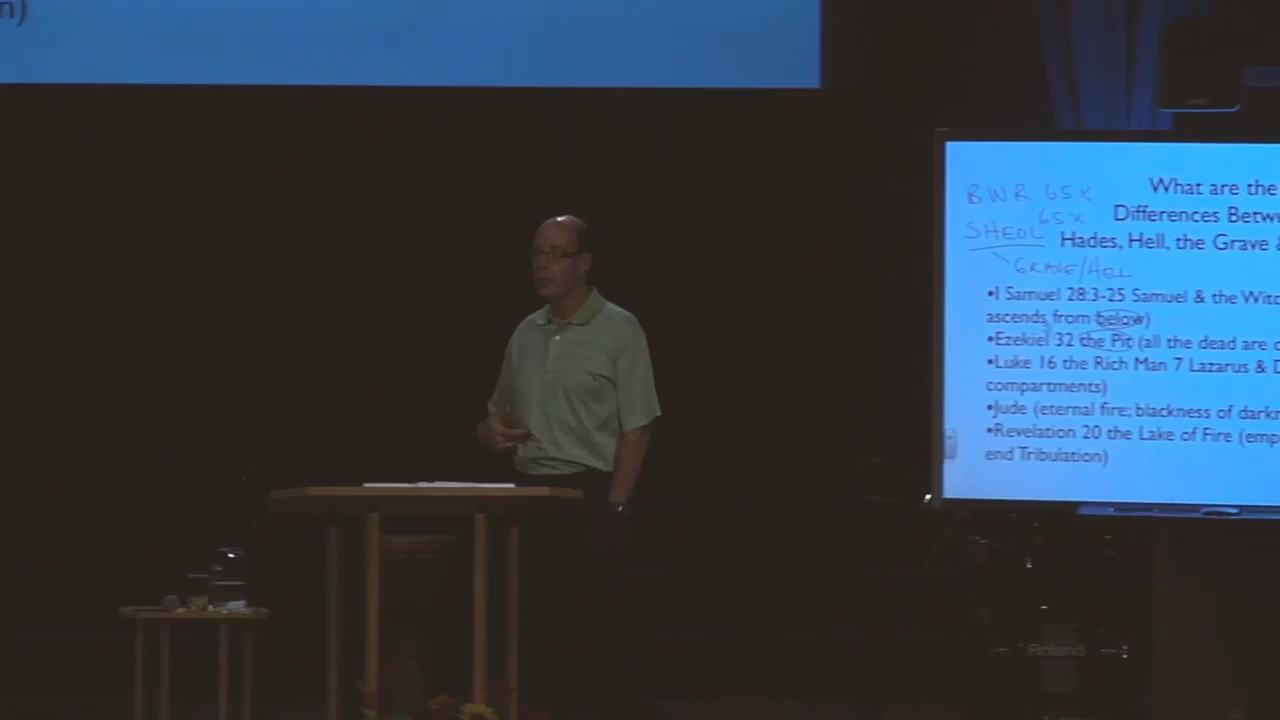 n)
What are the
BWR 65X
Differences Betw
65X
SHEOL
Hades, Hell, the Grave &
GRAVE/HELL
•I Samuel 28:3-25 Samuel & the Witc
ascends from below)
•Ezekiel 32 the Pit (all the dead are
•Luke 16 the Rich Man 7 Lazarus &
compartments)
•Jude (eternal fire; blackness of darkn
•Revelation 20 the Lake of Fire (emp
end Tribulation)
Roland